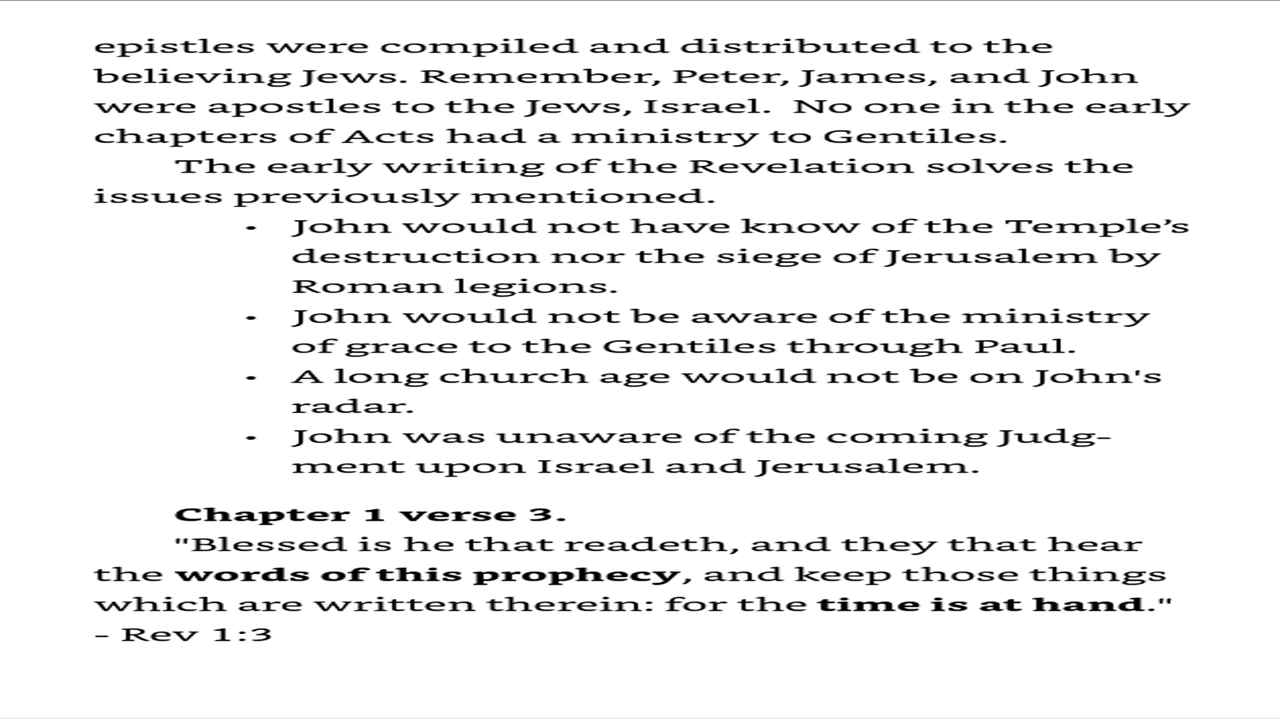 epistles were compiled and distributed to the
believing Jews. Remember, Peter, James, and John
were apostles to the Jews, Israel.  No one in the early
chapters of Acts had a ministry to Gentiles.
The early writing of the Revelation solves the
issues previously mentioned.
• John would not have know of the Temple’s
destruction nor the siege of Jerusalem by
Roman legions.
• John would not be aware of the ministry
of grace to the Gentiles through Paul.
• A long church age would not be on John's
radar.
• John was unaware of the coming Judg-
ment upon Israel and Jerusalem.
Chapter 1 verse 3.
"Blessed is he that readeth, and they that hear
the words of this prophecy, and keep those things
which are written therein: for the time is at hand."
– Rev 1:3